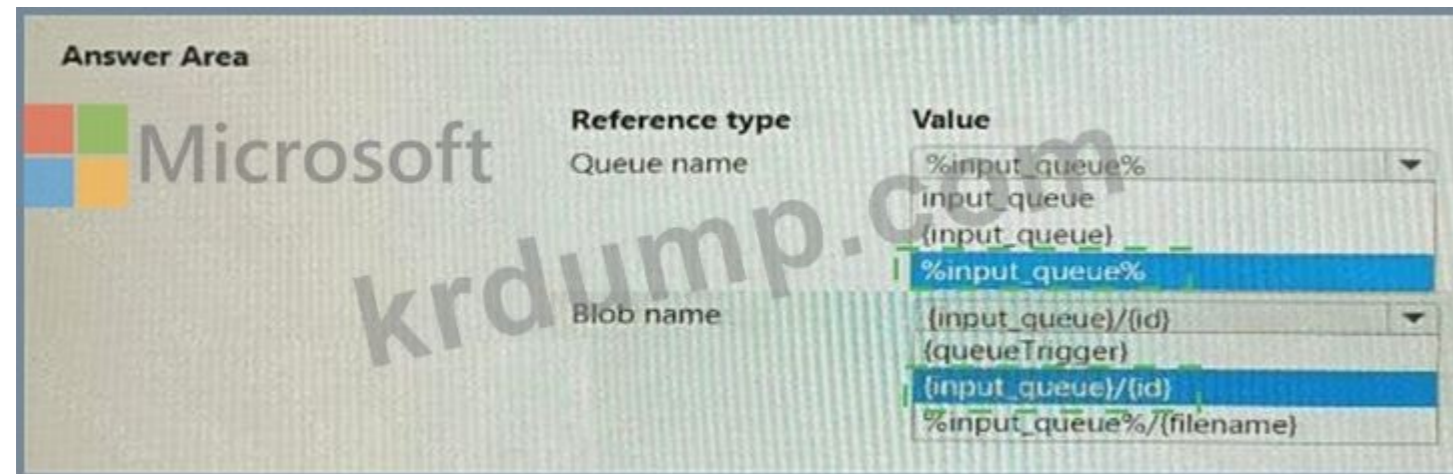 Answer Area
Microsoft
Reference type Value
Queue name %input_queue%
input_queue
{input_queue}
%input_queue%
Blob name {input_queue}/{id}
{queueTrigger}
{input_queue}/{id}
%input_queue%/{filename}
krdump.com